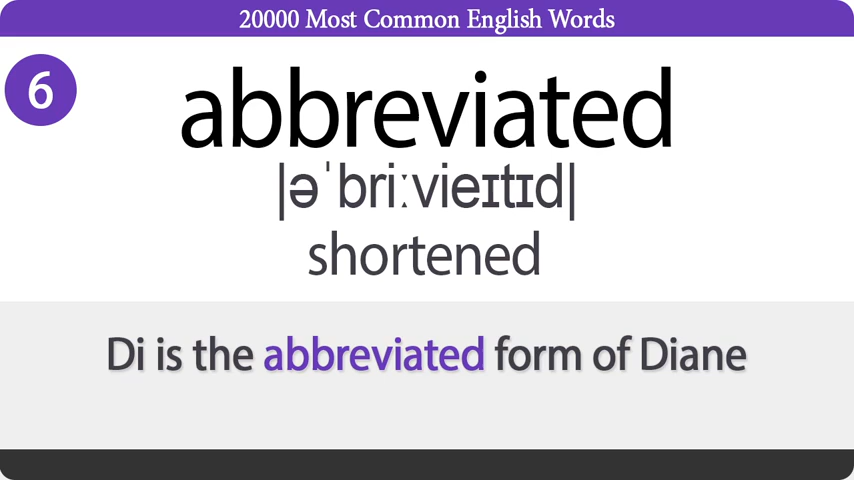 20000 Most Common English Words
6
abbreviated
|əˈbriːvieɪtɪd|
shortened
Di is the abbreviated form of Diane